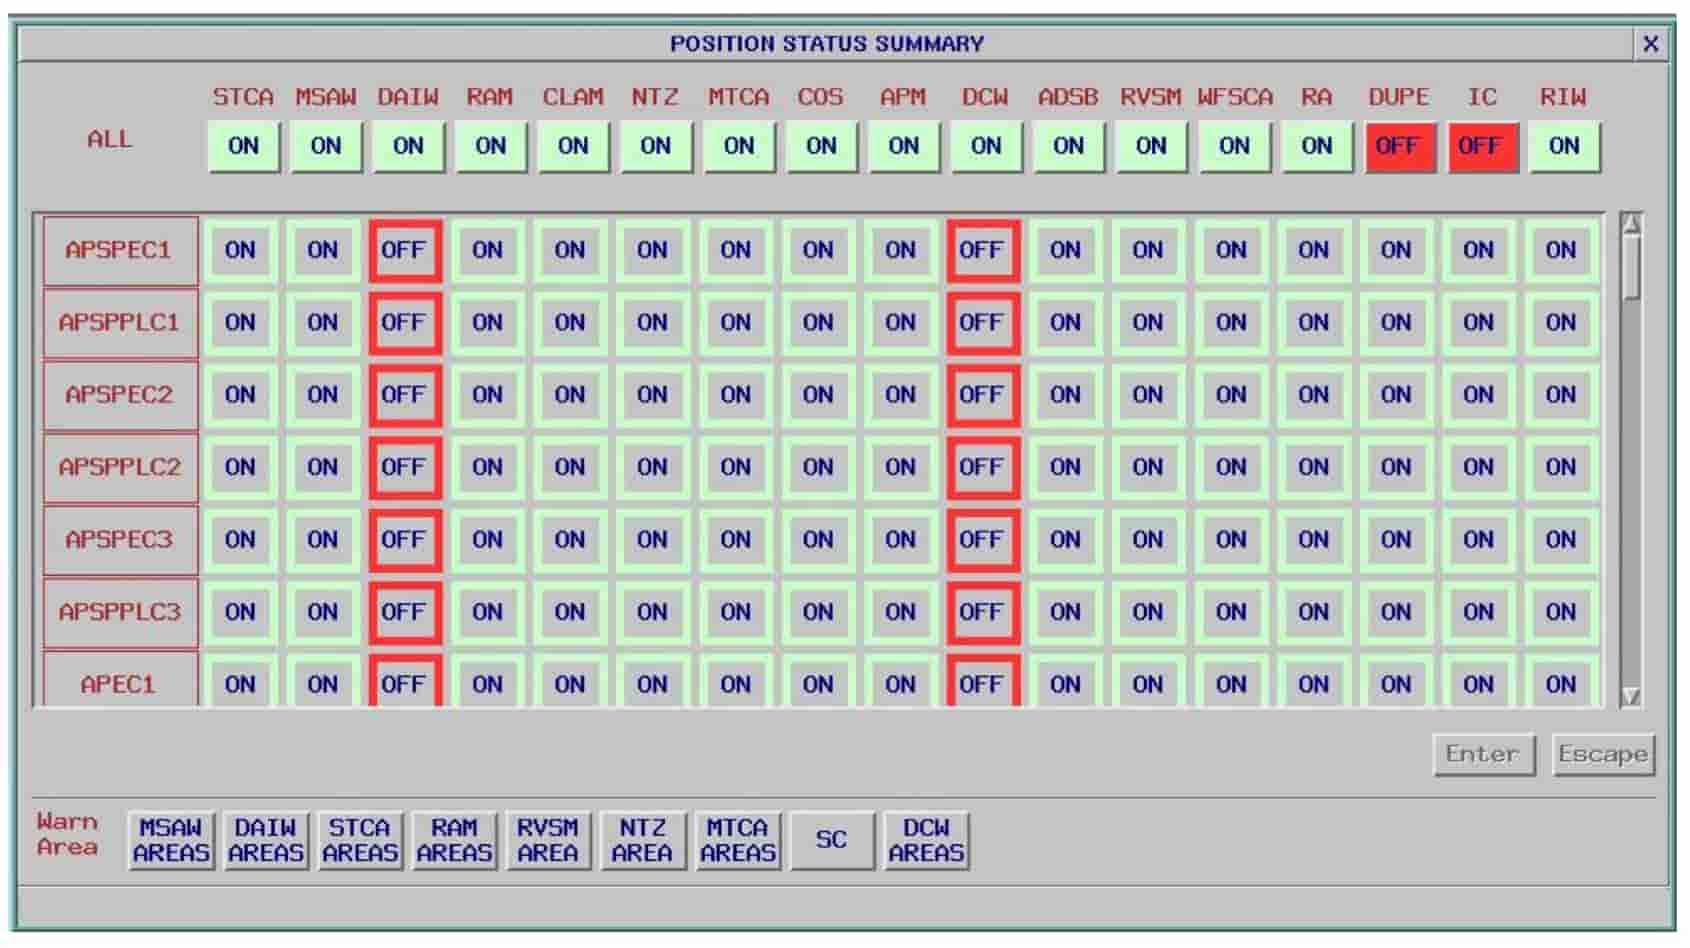 POSITION STATUS SUMMARY X
STCA MSAW DAIW RAM CLAM NTZ MTCA COS APM DCW ADSB RVSM WFSCA RA DUPE IC RIW
ALL ON ON ON ON ON ON ON ON ON ON ON ON ON ON OFF OFF ON
APSPEC1 ON ON OFF ON ON ON ON ON ON OFF ON ON ON ON ON ON ON
APSPPLC1 ON ON OFF ON ON ON ON ON ON OFF ON ON ON ON ON ON ON
APSPEC2 ON ON OFF ON ON ON ON ON ON OFF ON ON ON ON ON ON ON
APSPPLC2 ON ON OFF ON ON ON ON ON ON OFF ON ON ON ON ON ON ON
APSPEC3 ON ON OFF ON ON ON ON ON ON OFF ON ON ON ON ON ON ON
APSPPLC3 ON ON OFF ON ON ON ON ON ON OFF ON ON ON ON ON ON ON
APEC1 ON ON OFF ON ON ON ON ON ON OFF ON ON ON ON ON ON ON
Enter Escape
Warn MSAW DAIW STCA RAM RVSM NTZ MTCA SC DCW
Area AREAS AREAS AREAS AREAS AREA AREA AREAS AREAS